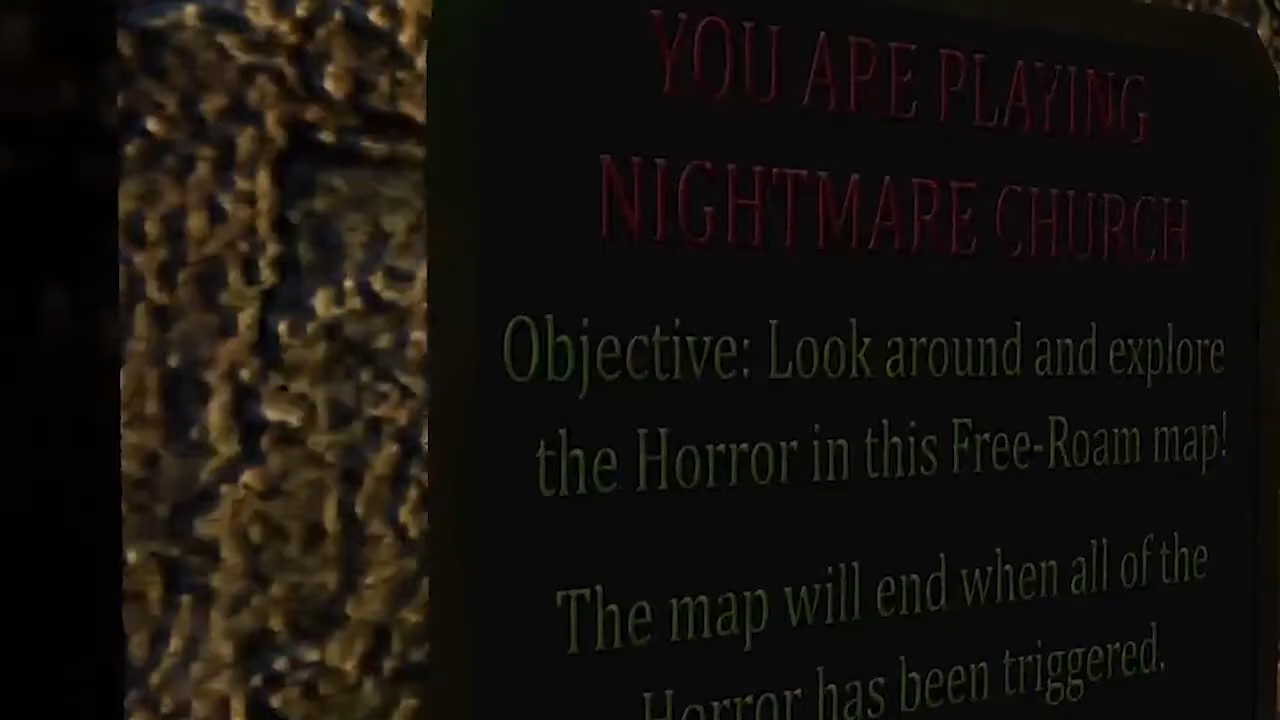 YOU ARE PLAYING
NIGHTMARE CHURCH
Objective: Look around and explore
the Horror in this Free-Roam map!
The map will end when all of the
Horror has been triggered.